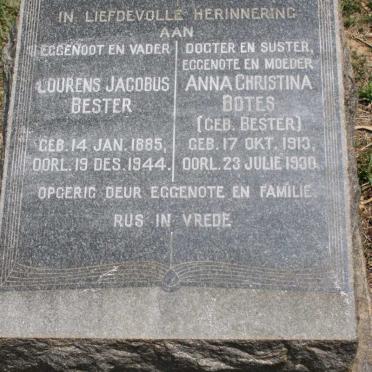 IN LIEFDEVOLLE HERINNERING
AAN
EGGENOOT EN VADER
LOURENS JACOBUS
BESTER
GEB. 14 JAN. 1885,
OORL. 19 DES. 1944.
DOGTER EN SUSTER,
EGGENOTE EN MOEDER
ANNA CHRISTINA
BOTES
(GEB. BESTER)
GEB. 17 OKT. 1913,
OORL. 23 JULIE 1938.
OPGERIG DEUR EGGENOTE EN FAMILIE.
RUS IN VREDE